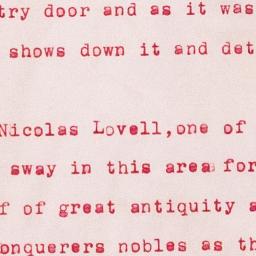 try door and as it was
shows down it and det
Nicolas Lovell,one of
sway in this area for
f of great antiquity a
onquerers nobles as th